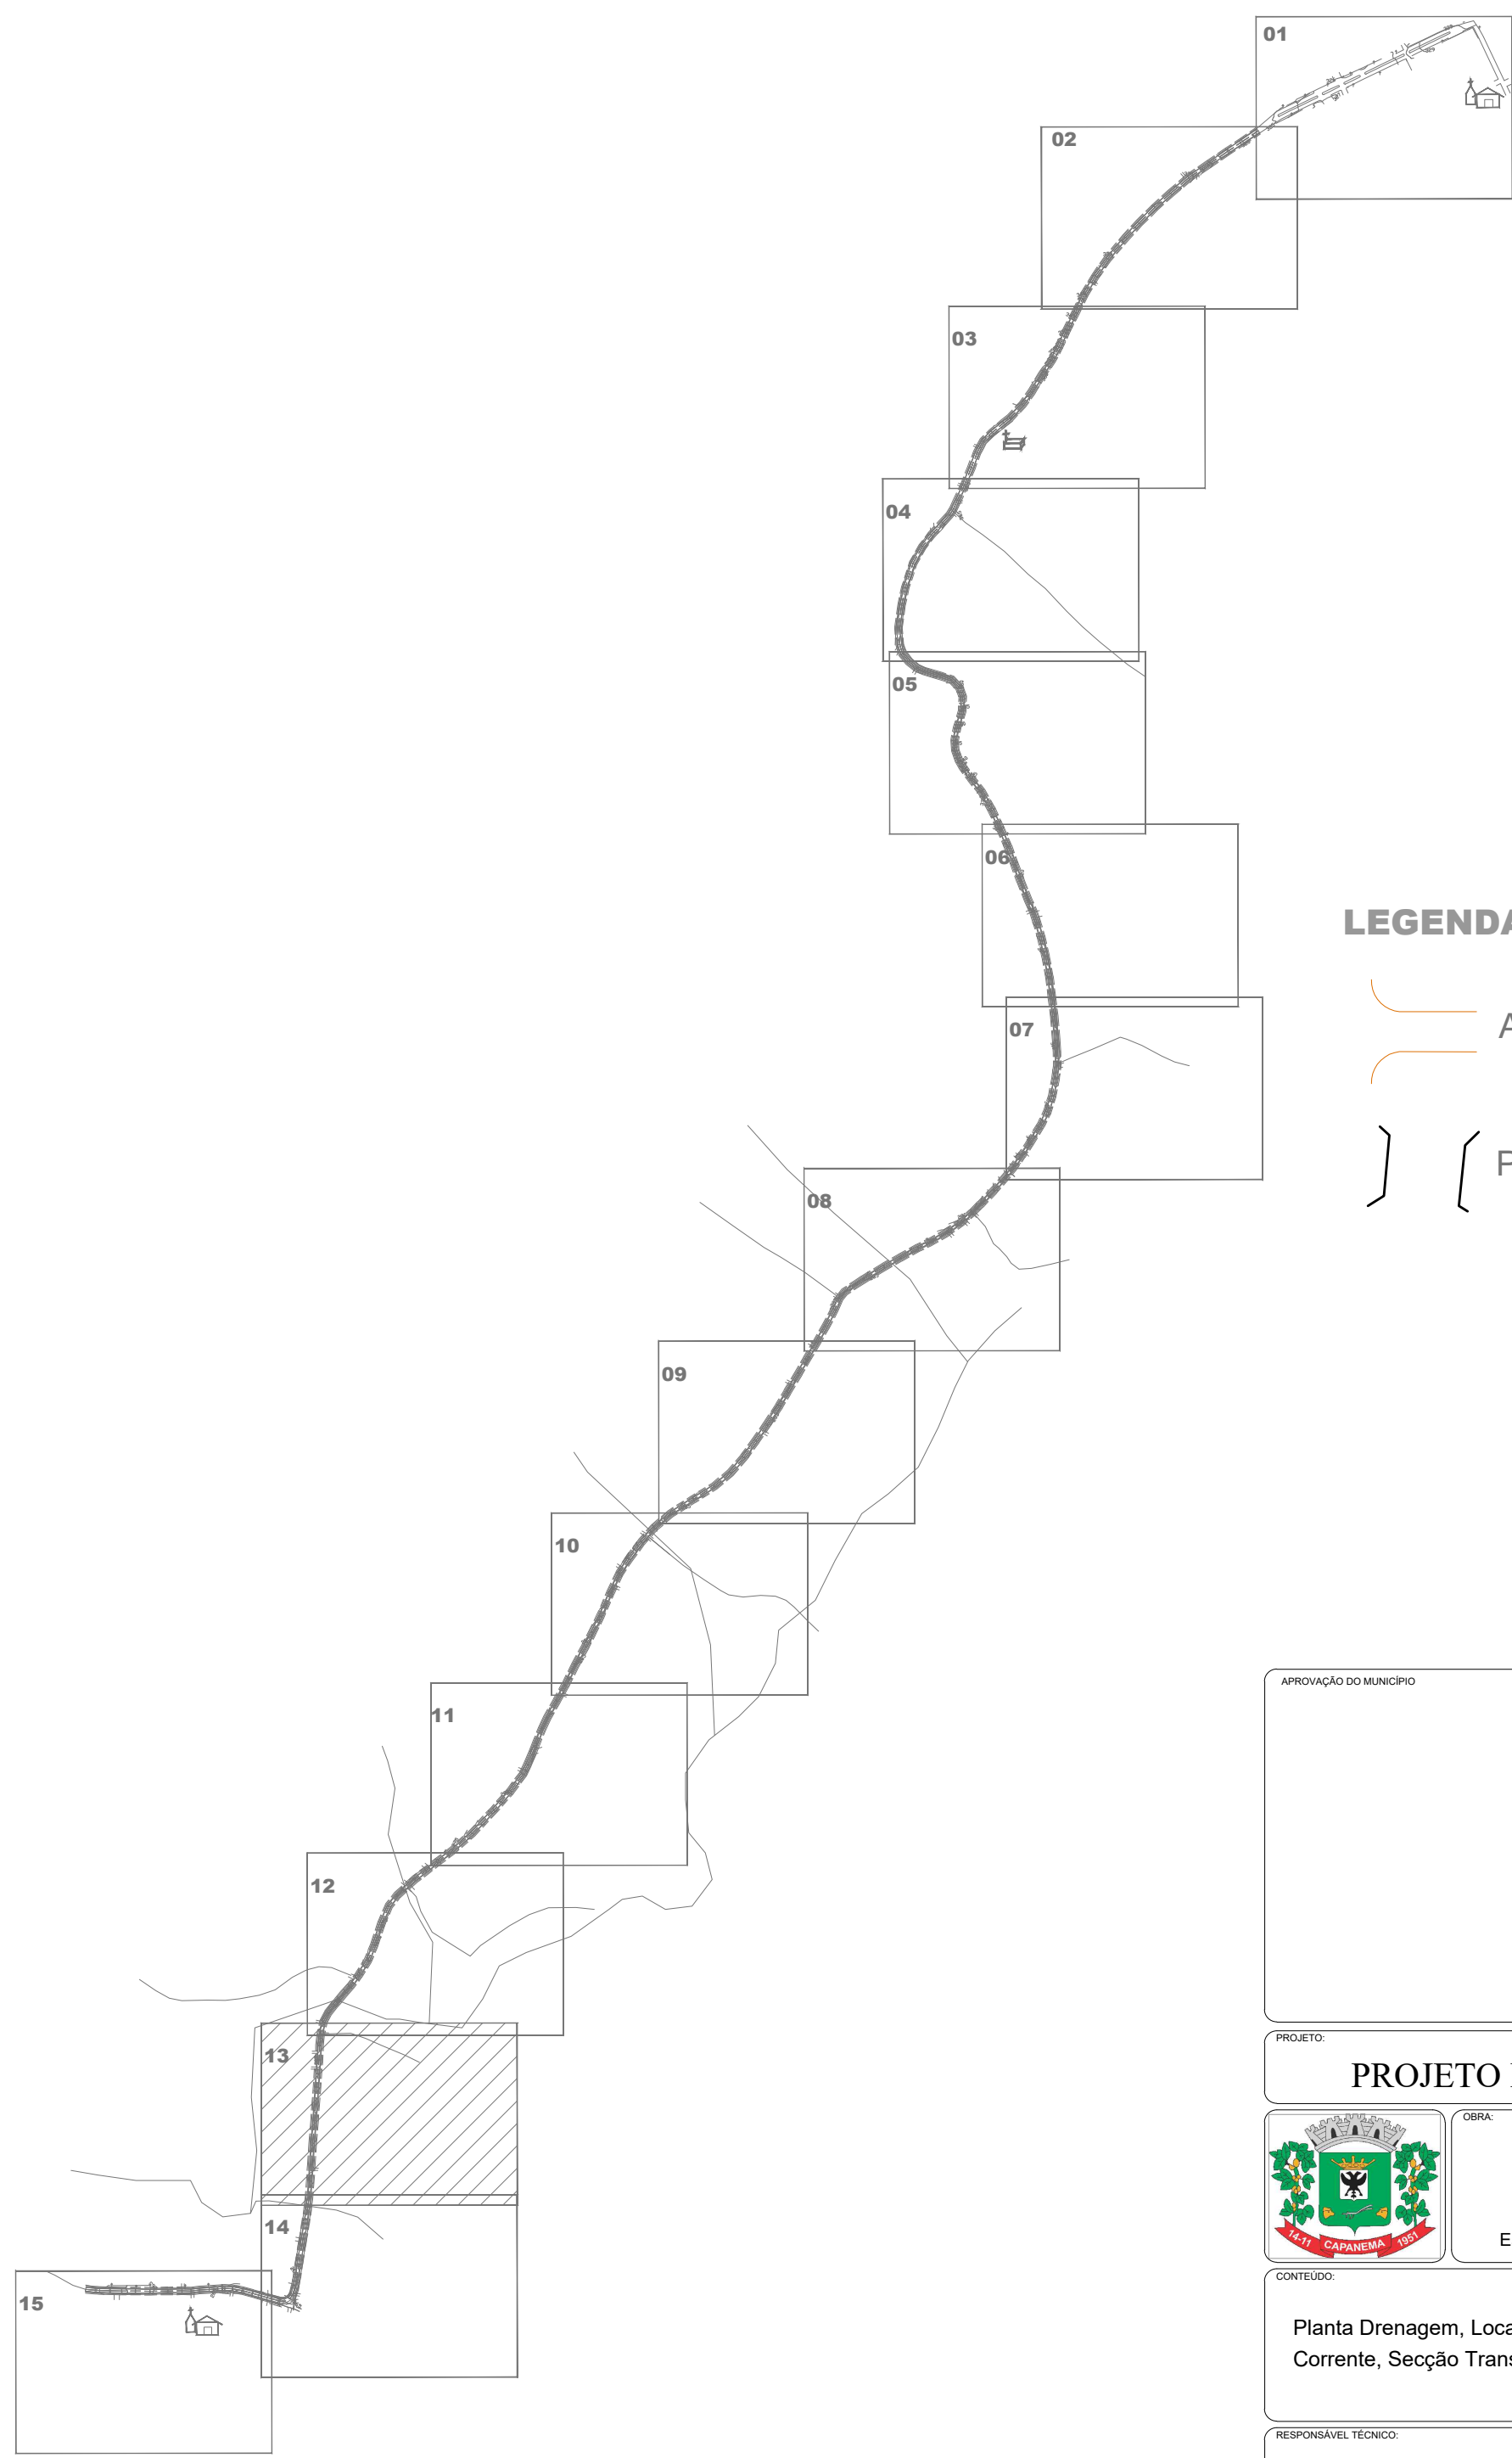 01
02
03
04
05
06
LEGENDA
07
A
P
08
09
10
11
APROVAÇÃO DO MUNICÍPIO
12
13
PROJETO:
PROJETO
OBRA:
14-11 CAPANEMA 1951
14
E
CONTEÚDO:
15
Planta Drenagem, Loca
Corrente, Secção Trans
RESPONSÁVEL TÉCNICO: